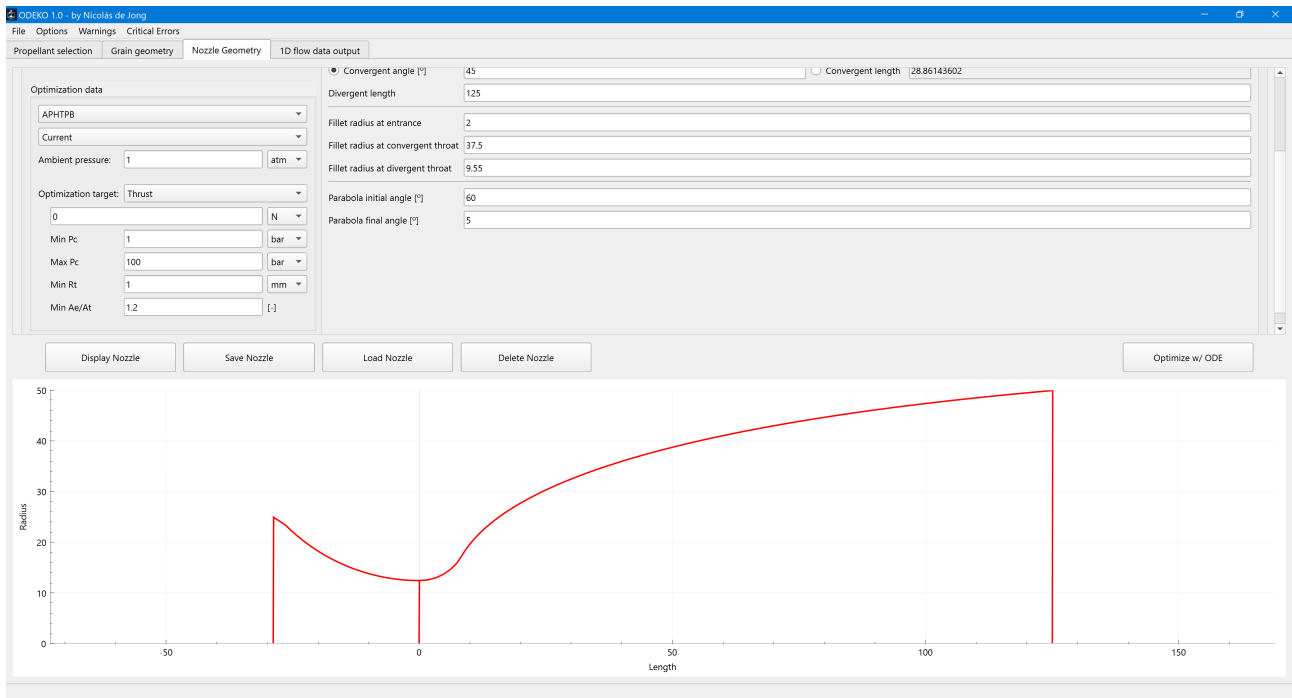 ODEKO 1.0 - by Nicolás de Jong
File Options Warnings Critical Errors
Propellant selection Grain geometry Nozzle Geometry 1D flow data output
Optimization data
APHTPB
Current
Ambient pressure: 1 atm
Optimization target: Thrust
0 N
Min Pc 1 bar
Max Pc 100 bar
Min Rt 1 mm
Min Ae/At 1.2 [-]
Convergent angle [º] 45 Convergent length 28.86143602
Divergent length 125
Fillet radius at entrance 2
Fillet radius at convergent throat 37.5
Fillet radius at divergent throat 9.55
Parabola initial angle [º] 60
Parabola final angle [º] 5
Display Nozzle Save Nozzle Load Nozzle Delete Nozzle Optimize w/ ODE
50
40
30
20
10
0
Radius
-50 0 50 100 150
Length